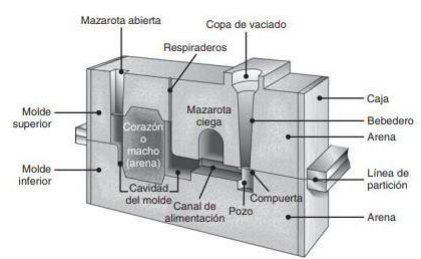 Mazarota abierta
Copa de vaciado
Respiraderos
Caja
Molde
superior
Mazarota
ciega
Bebedero
Corazón
o
macho
(arena)
Arena
Molde
inferior
Línea de
partición
Cavidad
del molde
Canal de
alimentación
Pozo
Compuerta
Arena